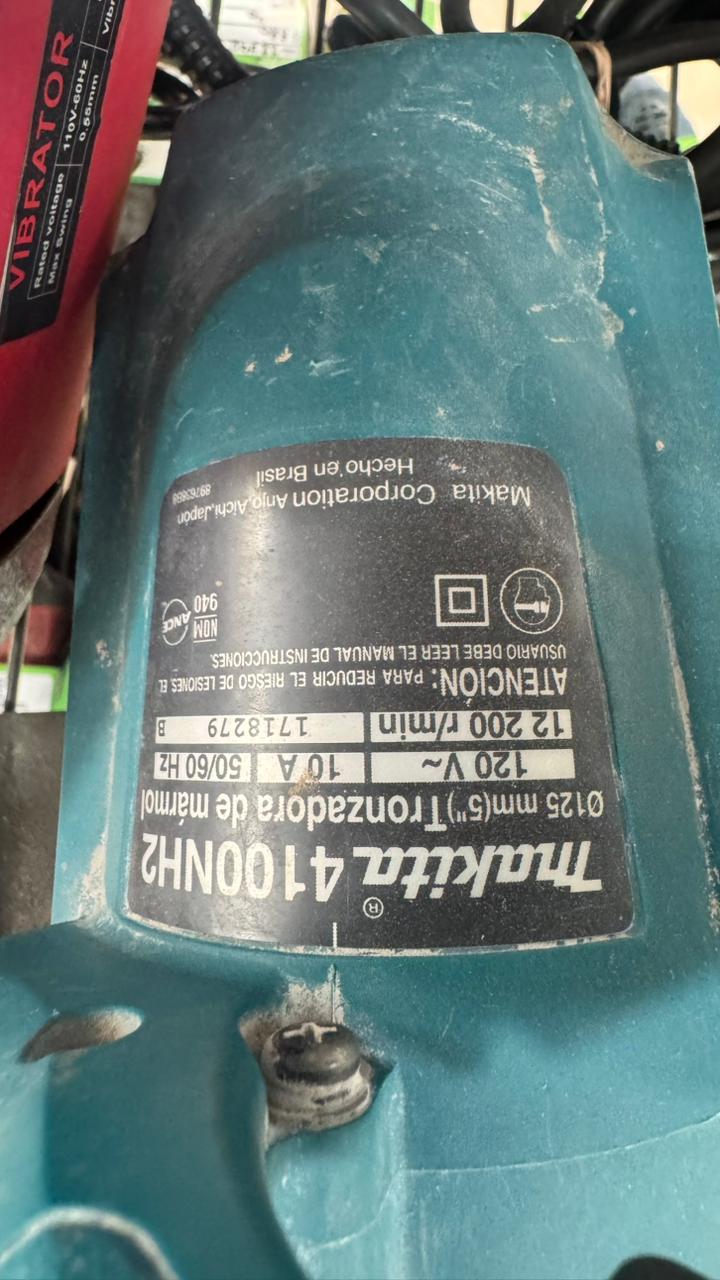 makita® 4100NH2
Ø125 mm(5") Tronzadora de mármol
120 V~ 10 A 50/60 Hz
12 200 r/min 1718279 B
ATENCIÓN: PARA REDUCIR EL RIESGO DE LESIONES, EL
USUARIO DEBE LEER EL MANUAL DE INSTRUCCIONES.
NOM
940
ANCE
Makita Corporation Anjo, Aichi, Japón
Hecho en Brasil 897638B8
VIBRATOR
Rated voltage 110V-60Hz
Max Swing 0.55mm